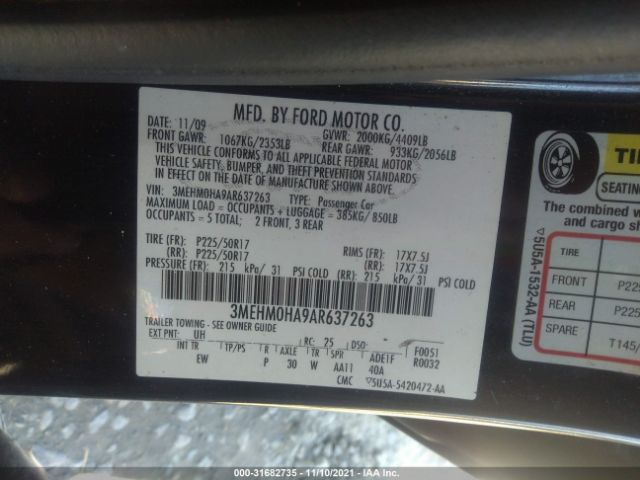 MFD. BY FORD MOTOR CO.
DATE: 11/09
GVWR: 2000KG/4409LB
FRONT GAWR: 1067KG/2353LB
REAR GAWR: 933KG/2056LB
THIS VEHICLE CONFORMS TO ALL APPLICABLE FEDERAL MOTOR
VEHICLE SAFETY, BUMPER, AND THEFT PREVENTION STANDARDS
IN EFFECT ON THE DATE OF MANUFACTURE SHOWN ABOVE.
VIN: 3MEHM0HA9AR637263 TYPE: Passenger Car
MAXIMUM LOAD = OCCUPANTS + LUGGAGE = 385KG/850LB
OCCUPANTS = 5 TOTAL; 2 FRONT, 3 REAR
TIRE (FR): P225/50R17 RIMS (FR): 17X7.5J
(RR): P225/50R17 (RR): 17X7.5J
PRESSURE (FR): 215 kPa/ 31 PSI COLD (RR): 215 kPa/ 31 PSI COLD
3MEHM0HA9AR637263
TRAILER TOWING - SEE OWNER GUIDE
EXT PNT: UH RC: 25 DSO: F0051
INT TR TP/PS R AXLE TR SPR ADE1F R0032
EW P 30 W AA11 40A
CMC ▽5U5A-5420472-AA
▽5U5A-1532-AA (TLU)
SEATING
The combined w
and cargo sh
TIRE
FRONT P225
REAR P225
SPARE T145/
000-31682735 - 11/10/2021 - IAA Inc.